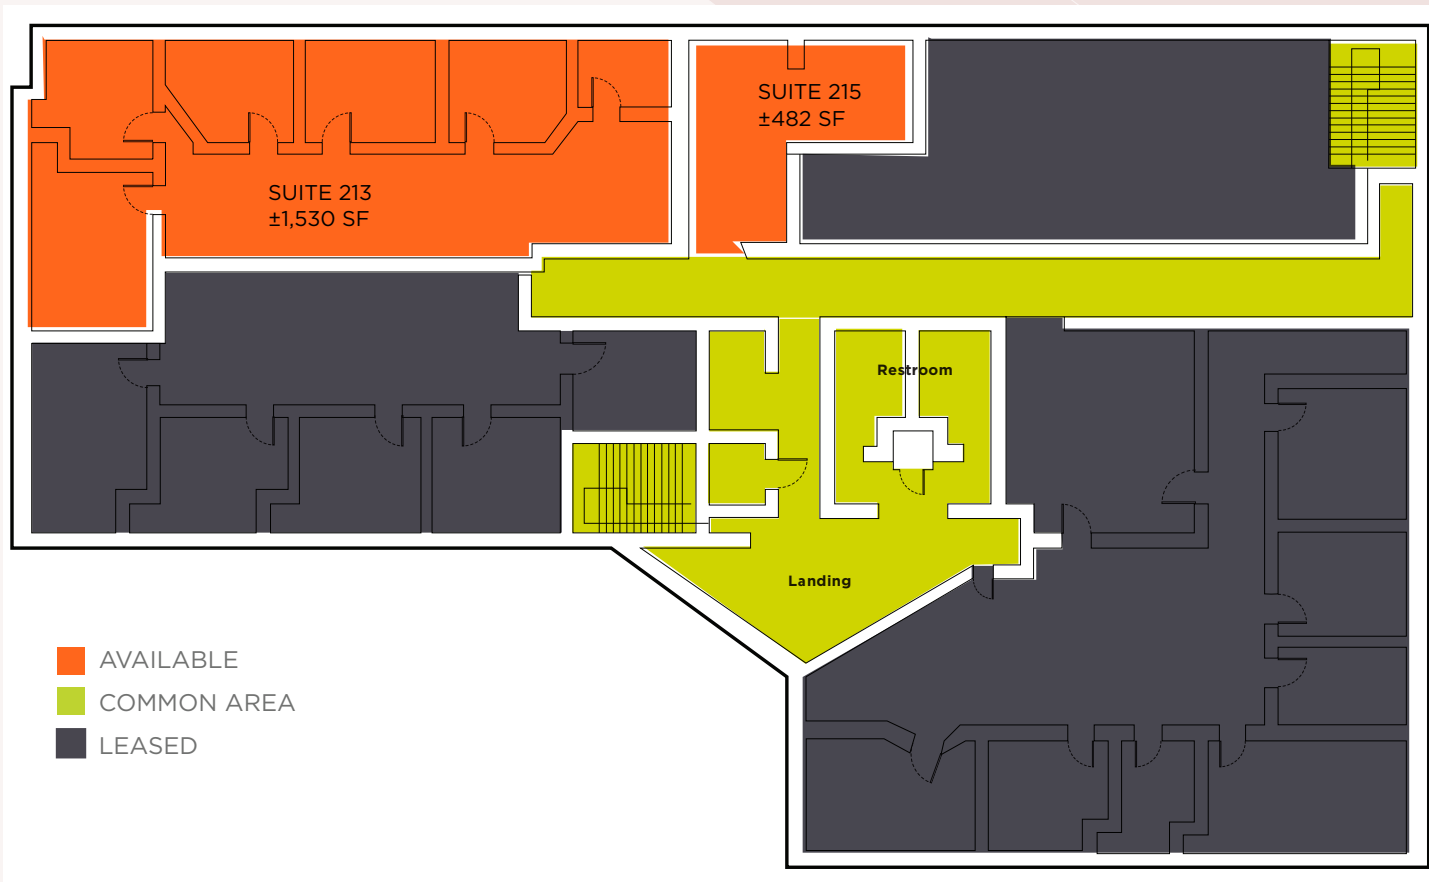 SUITE 215
±482 SF
SUITE 213
±1,530 SF
Restroom
Landing
AVAILABLE
COMMON AREA
LEASED